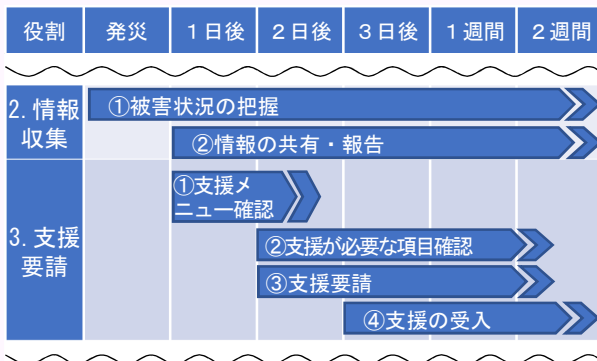 役割 発災 1日後 2日後 3日後 1週間 2週間
2.情報
収集
①被害状況の把握
②情報の共有・報告
3.支援
要請
①支援メ
ニュー確認
②支援が必要な項目確認
③支援要請
④支援の受入